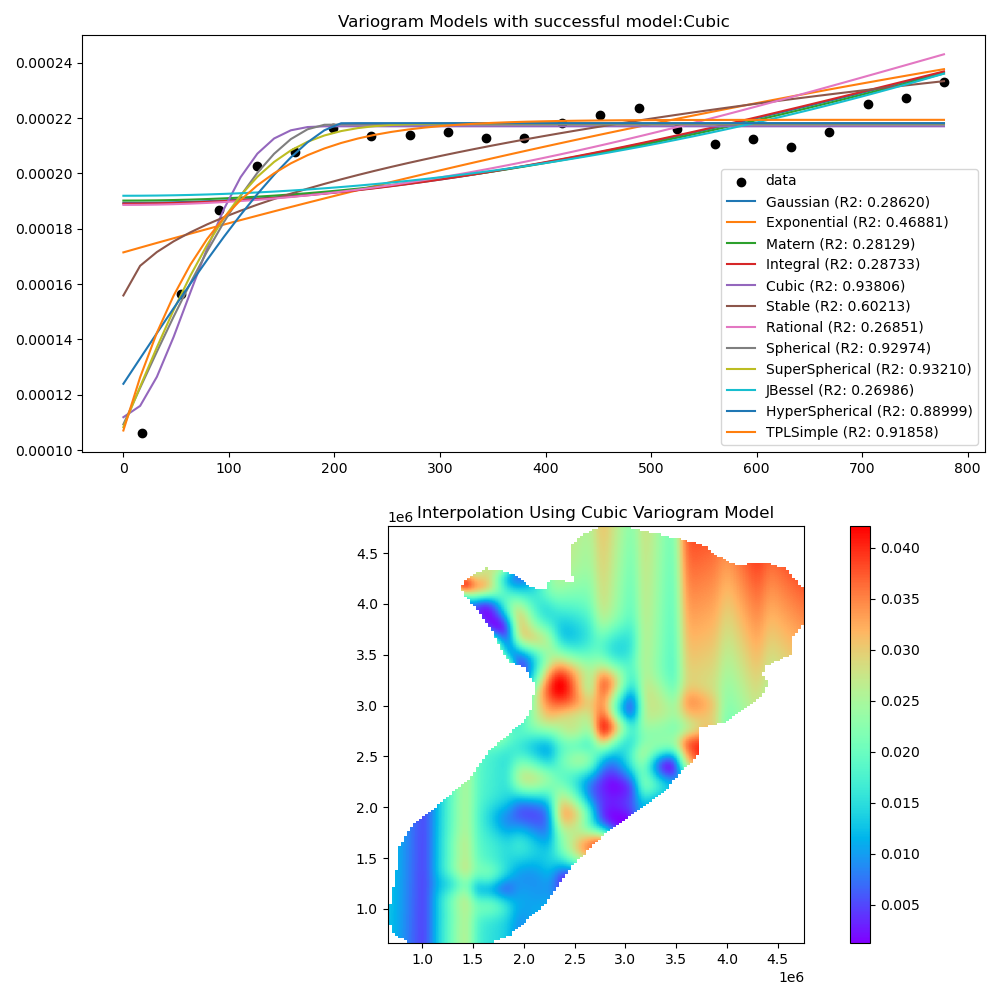 Variogram Models with successful model:Cubic
0.00024
0.00022
0.00020
0.00018
0.00016
0.00014
0.00012
0.00010
data
Gaussian (R2: 0.28620)
Exponential (R2: 0.46881)
Matern (R2: 0.28129)
Integral (R2: 0.28733)
Cubic (R2: 0.93806)
Stable (R2: 0.60213)
Rational (R2: 0.26851)
Spherical (R2: 0.92974)
SuperSpherical (R2: 0.93210)
JBessel (R2: 0.26986)
HyperSpherical (R2: 0.88999)
TPLSimple (R2: 0.91858)
0 100 200 300 400 500 600 700 800
1e6 Interpolation Using Cubic Variogram Model
4.5
4.0
3.5
3.0
2.5
2.0
1.5
1.0
1.0 1.5 2.0 2.5 3.0 3.5 4.0 4.5
1e6
0.040
0.035
0.030
0.025
0.020
0.015
0.010
0.005